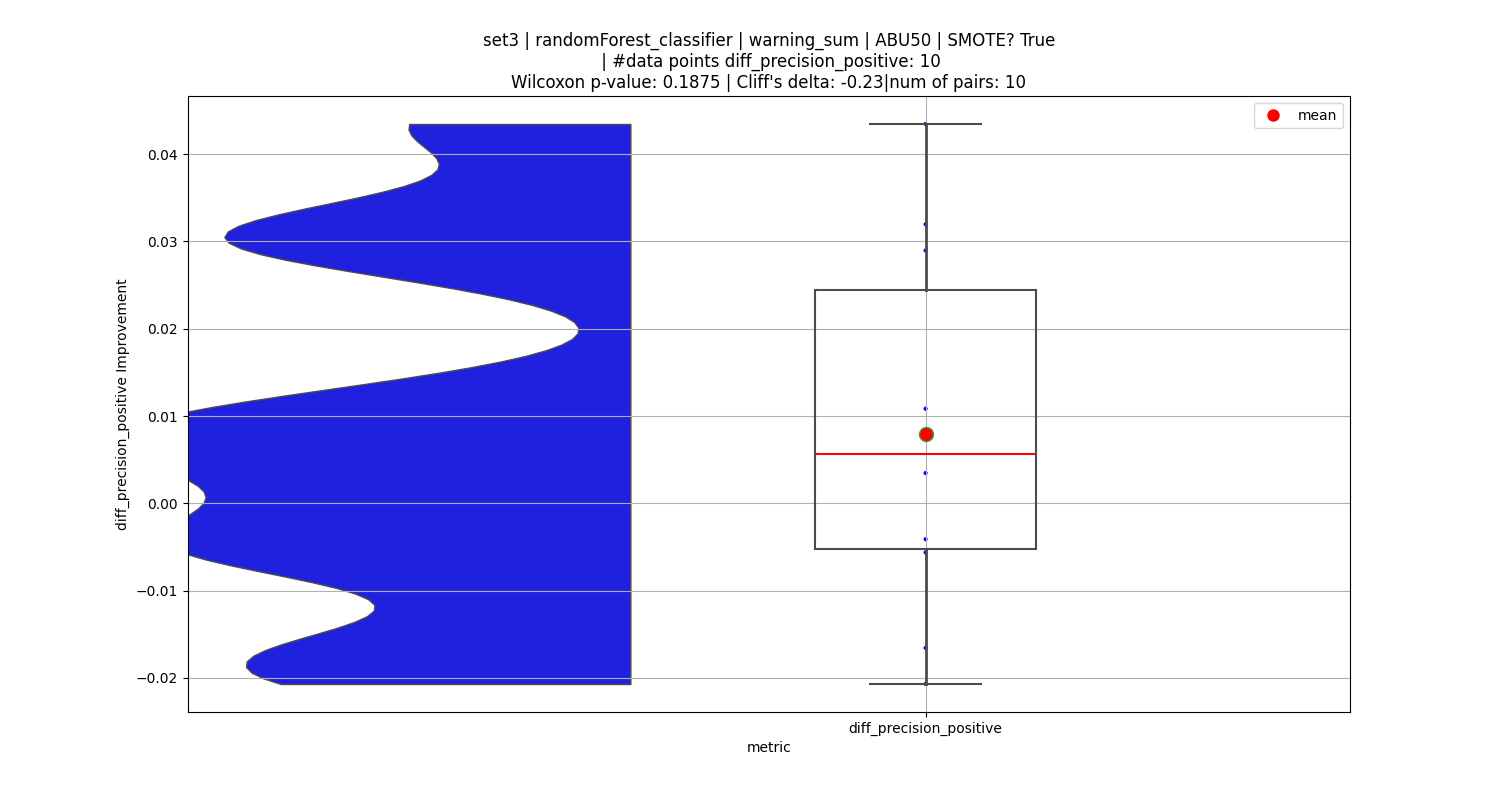 set3 | randomForest_classifier | warning_sum | ABU50 | SMOTE? True
| #data points diff_precision_positive: 10
Wilcoxon p-value: 0.1875 | Cliff's delta: -0.23|num of pairs: 10
mean
0.04
0.03
0.02
0.01
0.00
−0.01
−0.02
diff_precision_positive Improvement
diff_precision_positive
metric